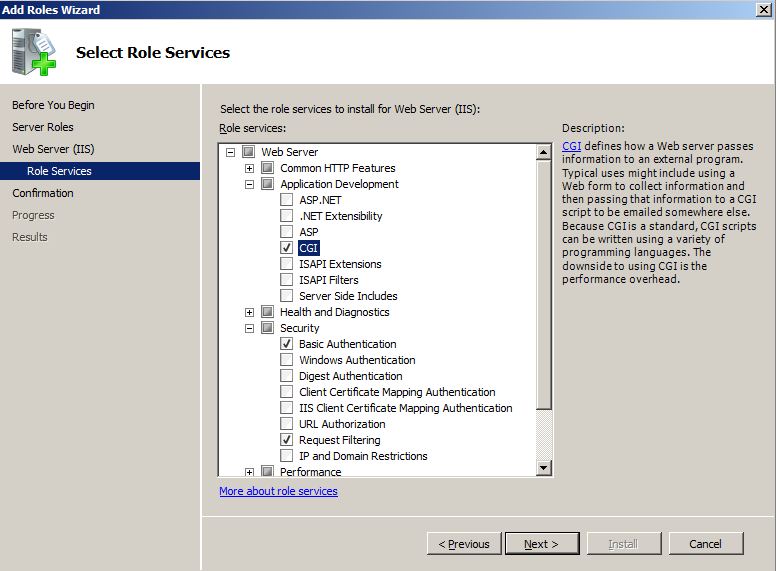 Add Roles Wizard
Select Role Services
Before You Begin
Server Roles
Web Server (IIS)
Role Services
Confirmation
Progress
Results
Select the role services to install for Web Server (IIS):
Role services:
Web Server
Common HTTP Features
Application Development
ASP.NET
.NET Extensibility
ASP
CGI
ISAPI Extensions
ISAPI Filters
Server Side Includes
Health and Diagnostics
Security
Basic Authentication
Windows Authentication
Digest Authentication
Client Certificate Mapping Authentication
IIS Client Certificate Mapping Authentication
URL Authorization
Request Filtering
IP and Domain Restrictions
Performance
More about role services
Description:
CGI defines how a Web server passes
information to an external program.
Typical uses might include using a
Web form to collect information and
then passing that information to a CGI
script to be emailed somewhere else.
Because CGI is a standard, CGI scripts
can be written using a variety of
programming languages. The
downside to using CGI is the
performance overhead.
< Previous
Next >
Install
Cancel